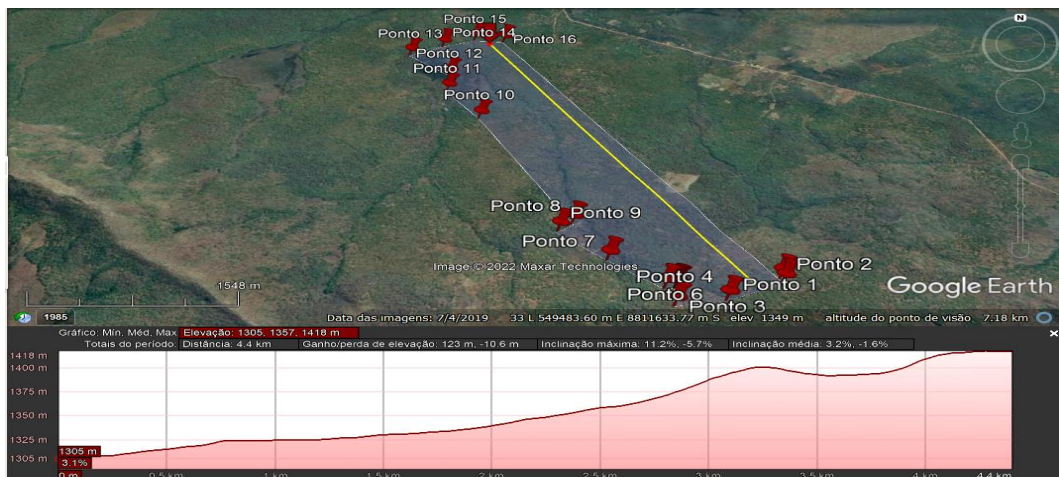 N
Ponto 15
Ponto 13
Ponto 14
Ponto 16
Ponto 12
Ponto 11
Ponto 10
Ponto 8
Ponto 9
Ponto 7
Ponto 2
Ponto 4
Ponto 1
Ponto 6
Ponto 3
Image © 2022 Maxar Technologies
Google Earth
1548 m
1985
Data das imagens: 7/4/2019 33 L 549483.60 m E 8811633.77 m S elev 1349 m altitude do ponto de visão 7.18 km
Gráfico: Mín, Méd, Max Elevação: 1305, 1357, 1418 m
Totais do período: Distância: 4.4 km Ganho/perda de elevação: 123 m, -10.6 m Inclinação máxima: 11.2%, -5.7% Inclinação média: 3.2%, -1.6%
1418 m
1400 m
1375 m
1350 m
1325 m
1305 m
1305 m
3.1%
0 m 0.5 km 1 km 1.5 km 2 km 2.5 km 3 km 3.5 km 4 km 4.4 km